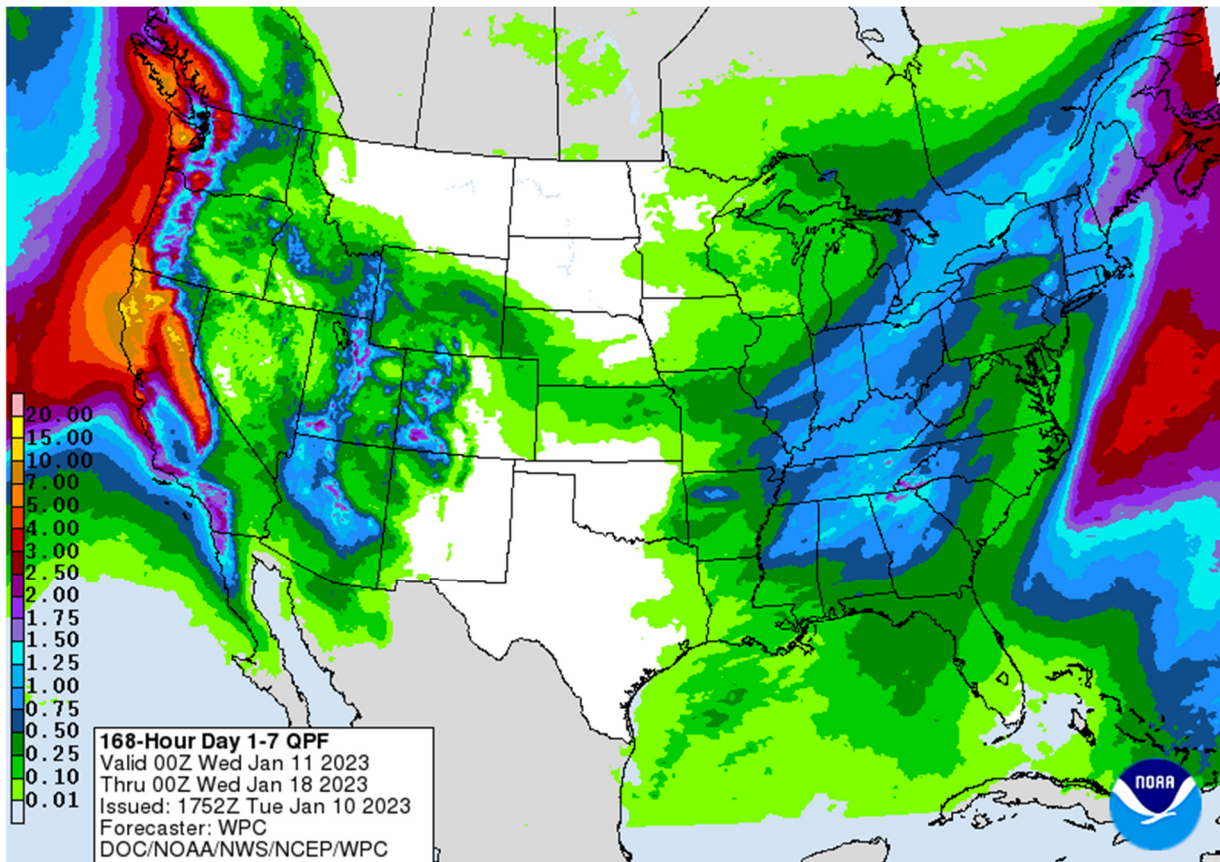 20.00
15.00
10.00
7.00
5.00
4.00
3.00
2.50
2.00
1.75
1.50
1.25
1.00
0.75
0.50
0.25
0.10
0.01
168-Hour Day 1-7 QPF
Valid 00Z Wed Jan 11 2023
Thru 00Z Wed Jan 18 2023
Issued: 1752Z Tue Jan 10 2023
Forecaster: WPC
DOC/NOAA/NWS/NCEP/WPC
NOAA